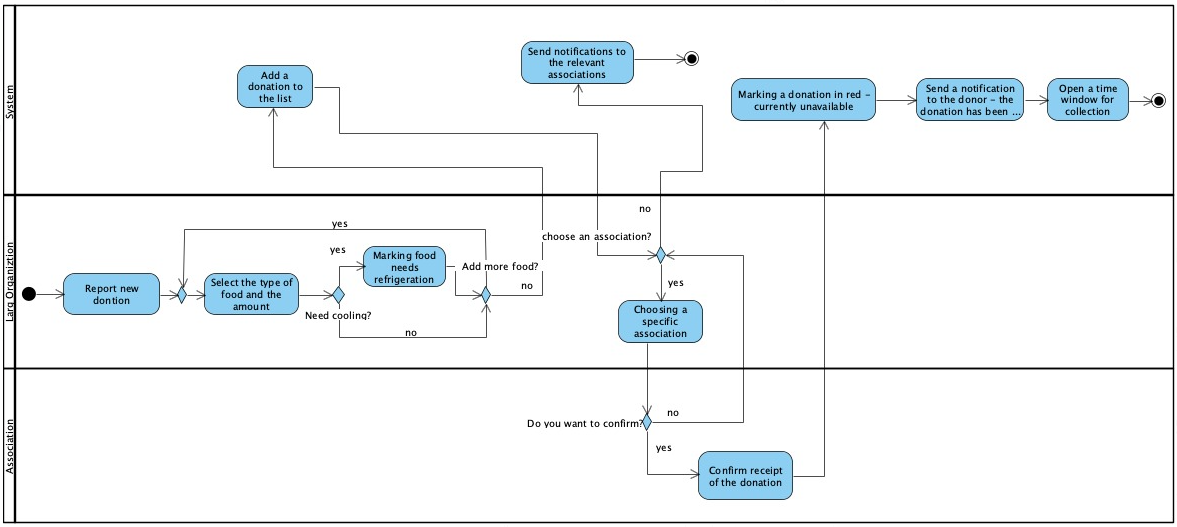 System
Add a
donation to
the list
Send notifications to
the relevant
associations
Marking a donation in red -
currently unavailable
Send a notification
to the donor - the
donation has been ...
Open a time
window for
collection
Larg Organiztion
Report new
dontion
Select the type of
food and the
amount
yes
yes
Marking food
needs
refrigeration
Need cooling?
no
Add more food?
no
no
choose an association?
yes
Choosing a
specific
association
Association
Do you want to confirm?
no
yes
Confirm receipt
of the donation